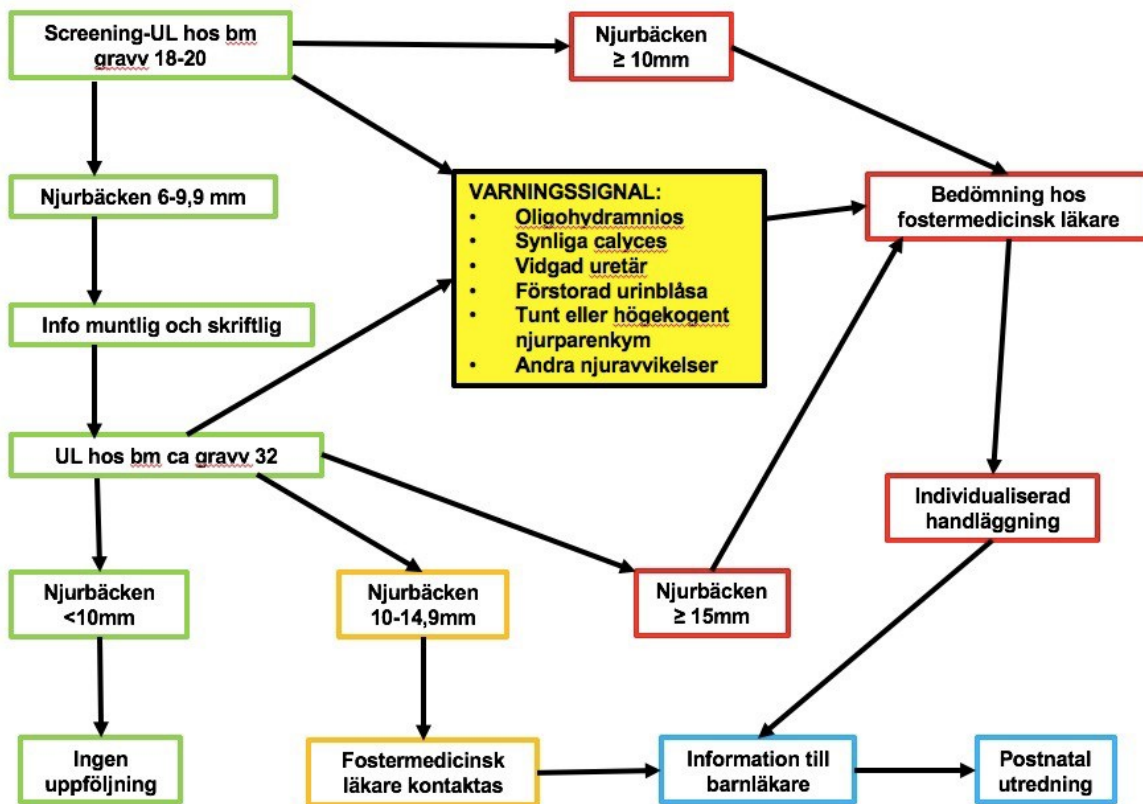 Screening-UL hos bm
gravv 18-20
Njurbäcken
≥ 10mm
Njurbäcken 6-9,9 mm
VARNINGSSIGNAL:
• Oligohydramnios
• Synliga calyces
• Vidgad uretär
• Förstorad urinblåsa
• Tunt eller högekogent
njurparenkym
• Andra njuravvikelser
Bedömning hos
fostermedicinsk läkare
Info muntlig och skriftlig
UL hos bm ca gravv 32
Individualiserad
handläggning
Njurbäcken
<10mm
Njurbäcken
10-14,9mm
Njurbäcken
≥ 15mm
Ingen
uppföljning
Fostermedicinsk
läkare kontaktas
Information till
barnläkare
Postnatal
utredning